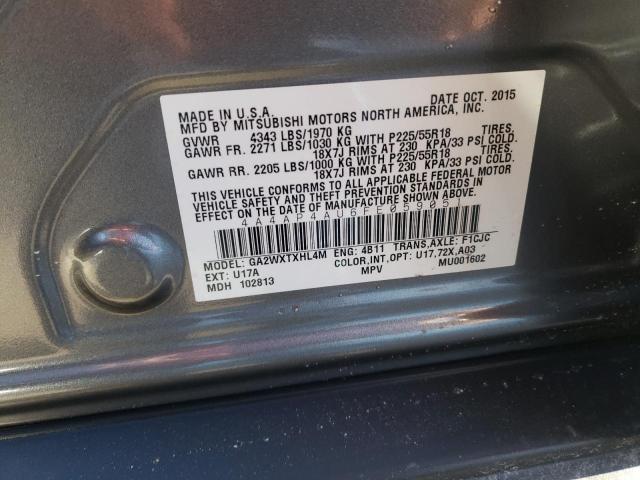 MADE IN U.S.A. DATE OCT. 2015
MFD BY MITSUBISHI MOTORS NORTH AMERICA, INC.
GVWR 4343 LBS/1970 KG
GAWR FR. 2271 LBS/1030 KG WITH P225/55R18 TIRES,
18X7J RIMS AT 230 KPA/33 PSI COLD.
GAWR RR. 2205 LBS/1000 KG WITH P225/55R18 TIRES,
18X7J RIMS AT 230 KPA/33 PSI COLD.
THIS VEHICLE CONFORMS TO ALL APPLICABLE FEDERAL MOTOR
VEHICLE SAFETY AND THEFT PREVENTION STANDARDS IN
EFFECT ON THE DATE OF MANUFACTURE SHOWN ABOVE.
4A4AP4AU6FE059051
MODEL: GA2WXTXHL4M ENG: 4B11 TRANS,AXLE: F1CJC
EXT: U17A COLOR,INT,OPT: U17,72X,A03
MDH 102813 MPV MU001602